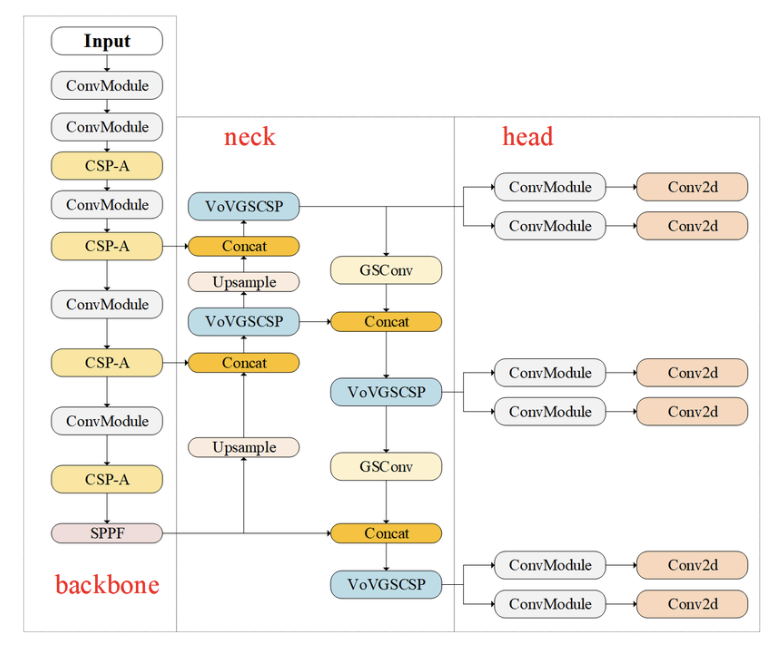 Input
ConvModule
ConvModule
CSP-A
ConvModule
CSP-A
ConvModule
CSP-A
ConvModule
CSP-A
SPPF
backbone
neck
VoVGSCSP
Concat
Upsample
VoVGSCSP
Concat
Upsample
GSConv
Concat
VoVGSCSP
GSConv
Concat
VoVGSCSP
head
ConvModule
Conv2d
ConvModule
Conv2d
ConvModule
Conv2d
ConvModule
Conv2d
ConvModule
Conv2d
ConvModule
Conv2d